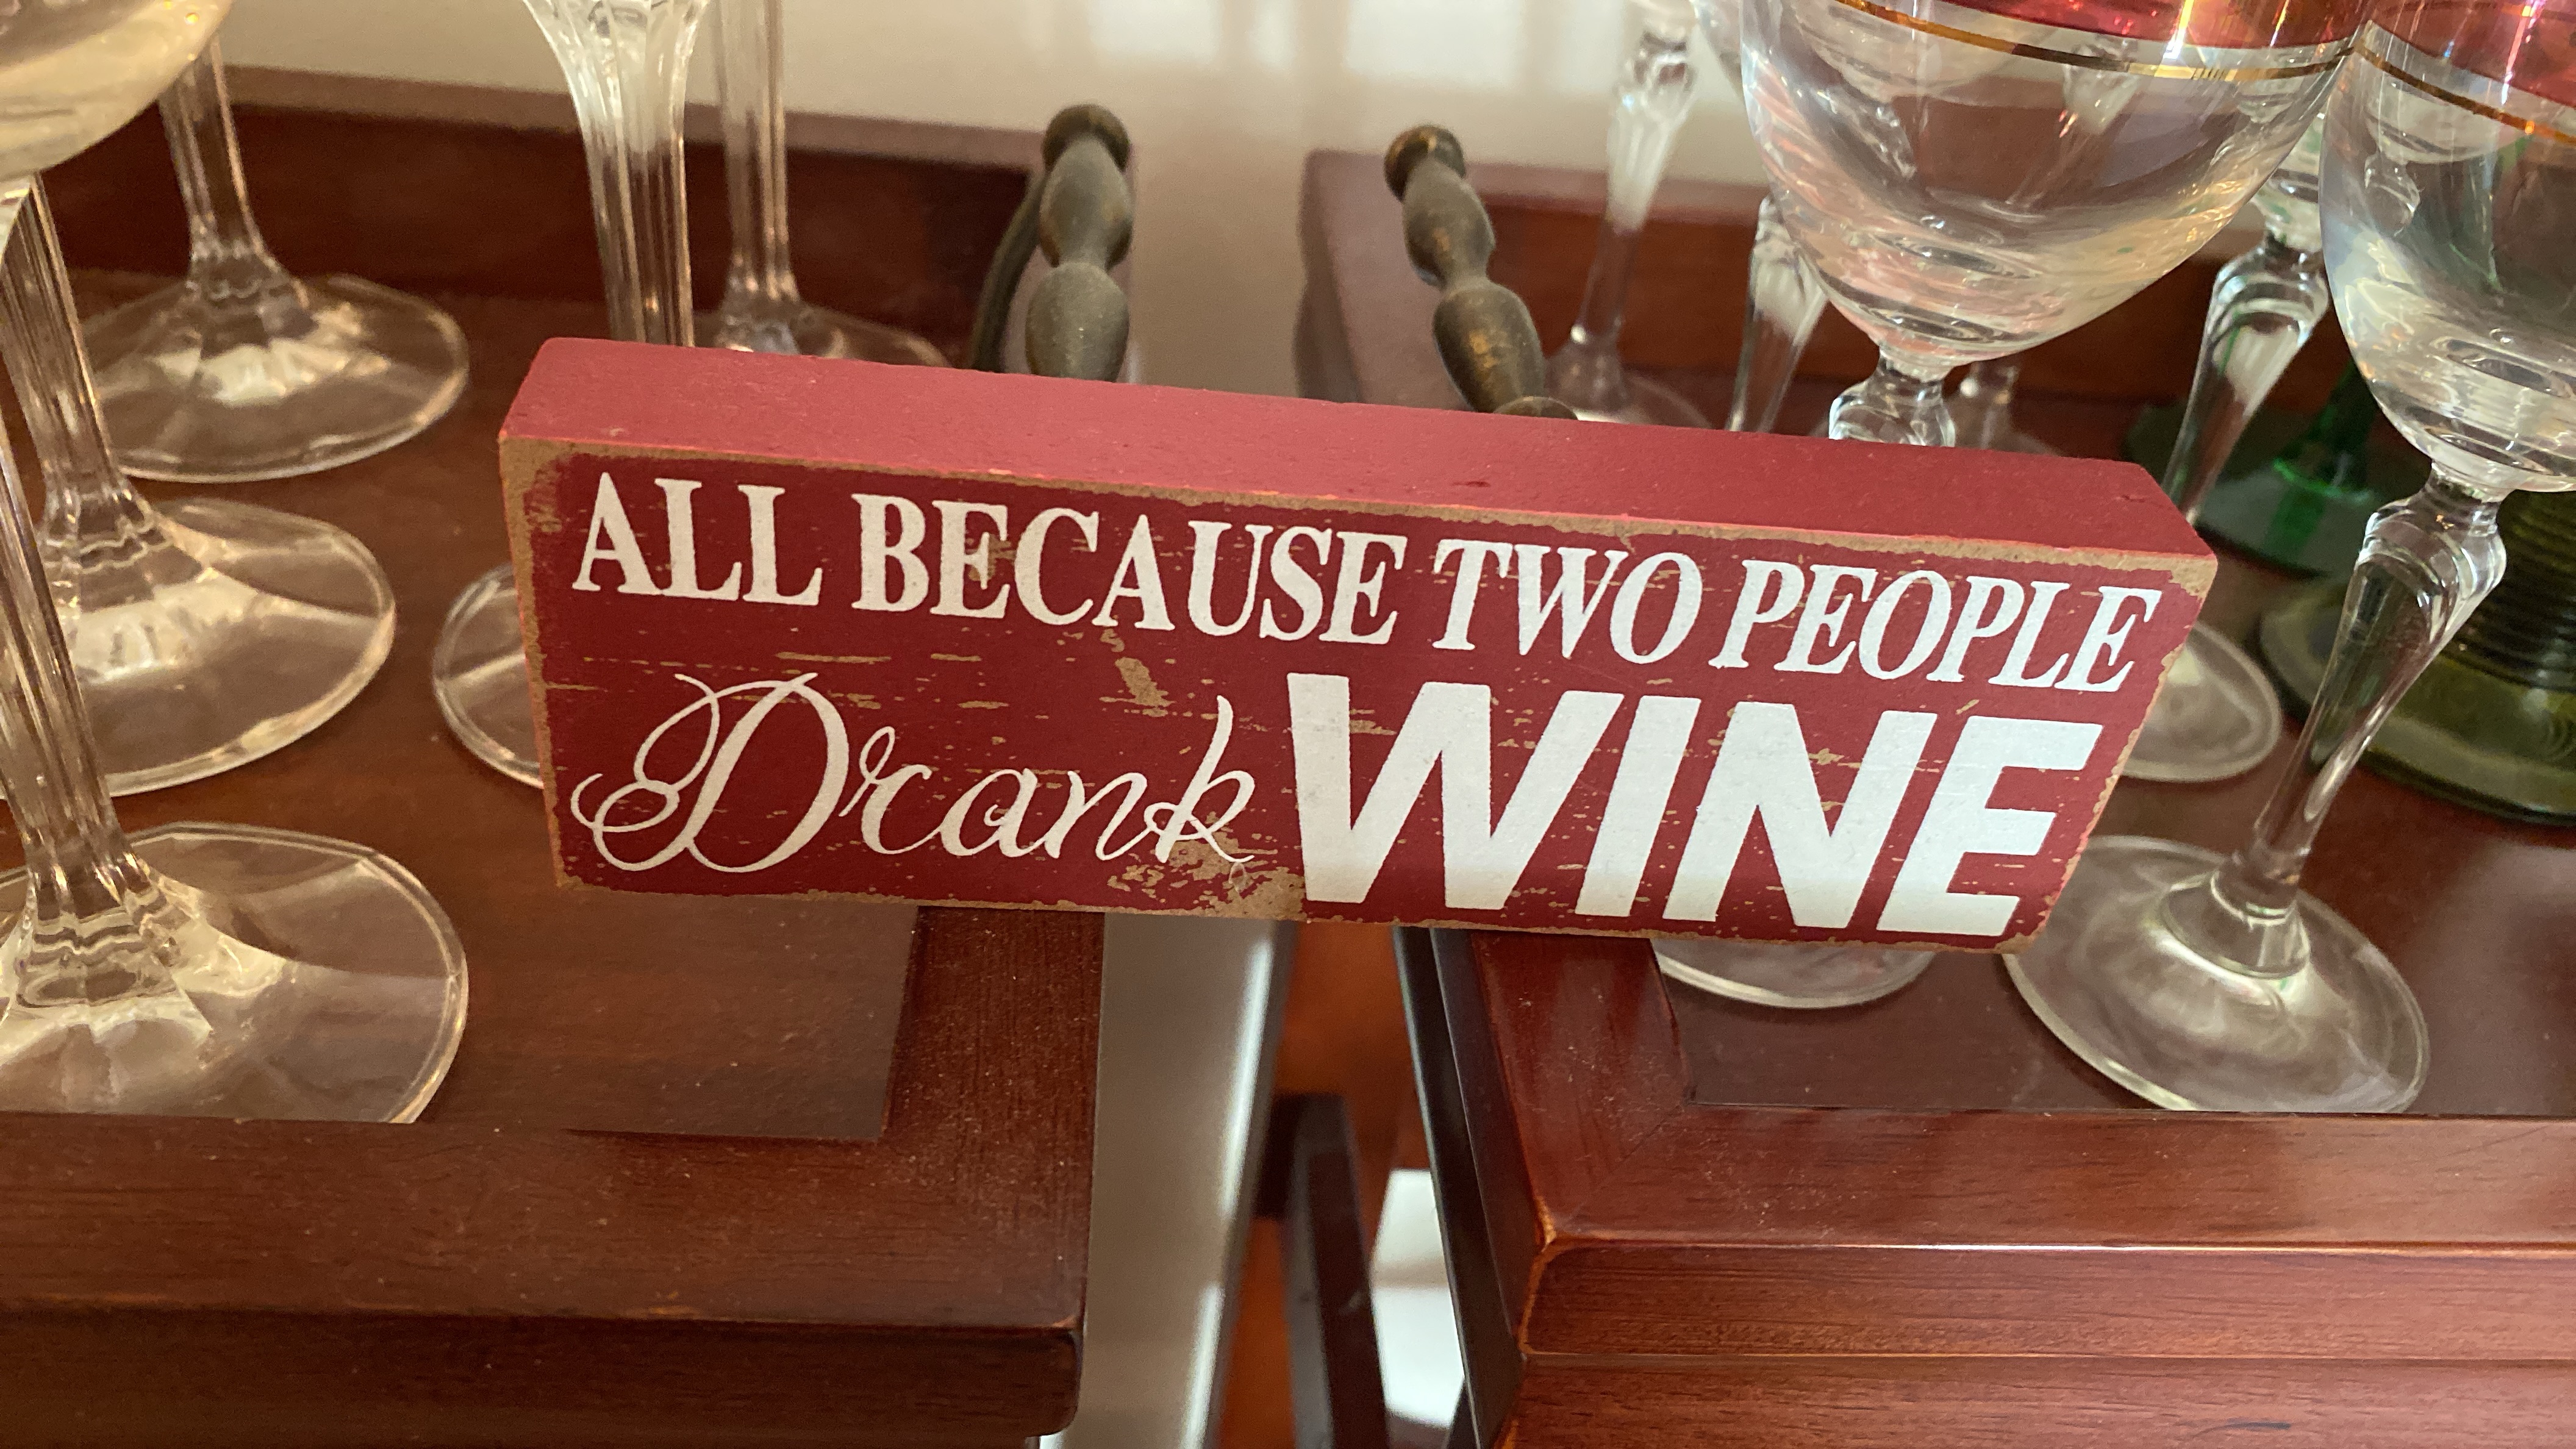 ALL BECAUSE TWO PEOPLE
Drank WINE